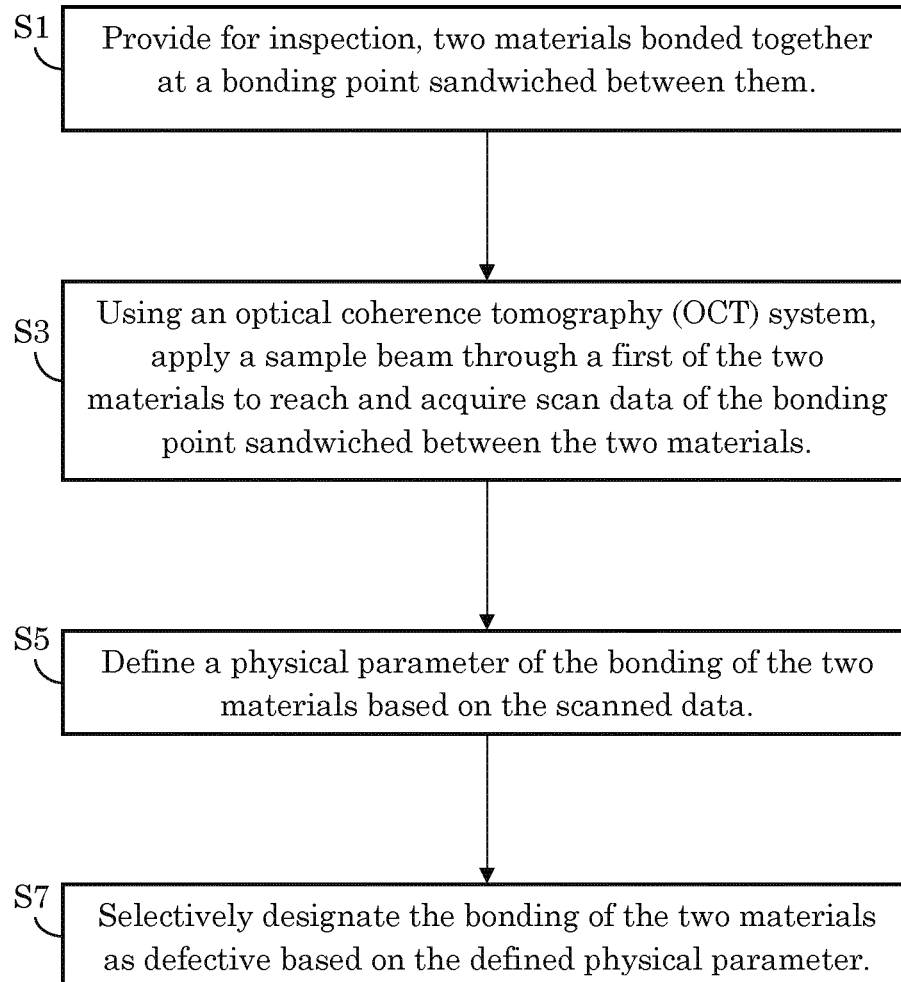 S1
Provide for inspection, two materials bonded together
at a bonding point sandwiched between them.
S3
Using an optical coherence tomography (OCT) system,
apply a sample beam through a first of the two
materials to reach and acquire scan data of the bonding
point sandwiched between the two materials.
S5
Define a physical parameter of the bonding of the two
materials based on the scanned data.
S7
Selectively designate the bonding of the two materials
as defective based on the defined physical parameter.